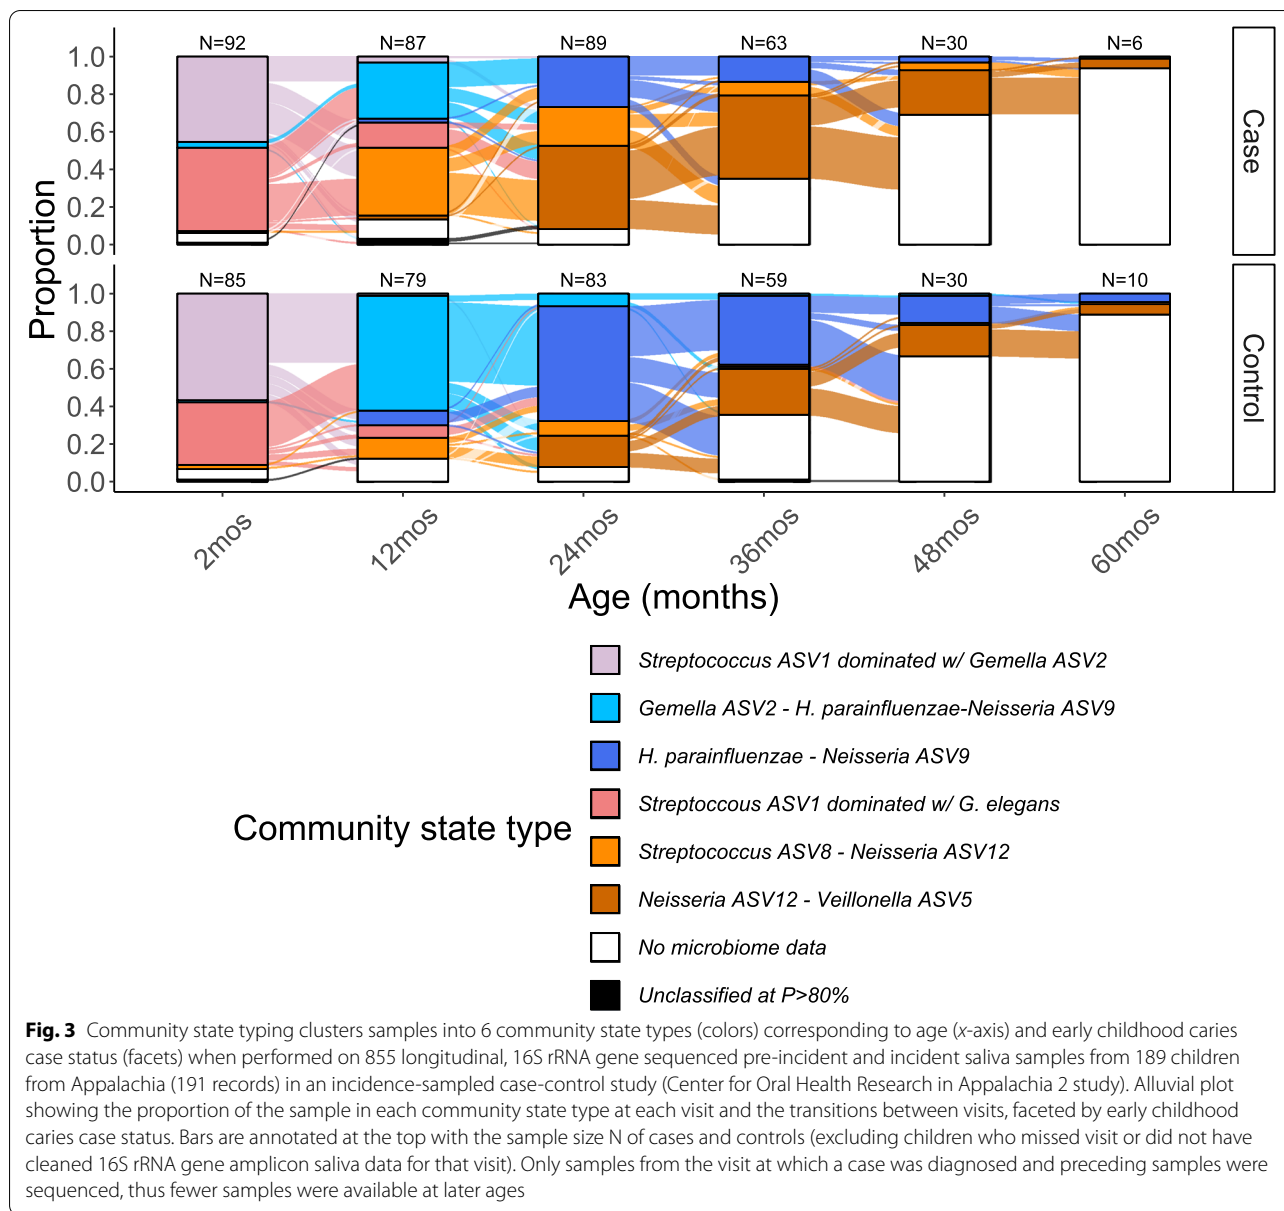 N=92 N=87 N=89 N=63 N=30 N=6
1.0
0.8
0.6
0.4
0.2
0.0
Case
N=85 N=79 N=83 N=59 N=30 N=10
1.0
0.8
0.6
0.4
0.2
0.0
Control
Proportion
2mos 12mos 24mos 36mos 48mos 60mos
Age (months)
Community state type
Streptococcus ASV1 dominated w/ Gemella ASV2
Gemella ASV2 - H. parainfluenzae-Neisseria ASV9
H. parainfluenzae - Neisseria ASV9
Streptoccous ASV1 dominated w/ G. elegans
Streptococcus ASV8 - Neisseria ASV12
Neisseria ASV12 - Veillonella ASV5
No microbiome data
Unclassified at P>80%
Fig. 3 Community state typing clusters samples into 6 community state types (colors) corresponding to age (x-axis) and early childhood caries
case status (facets) when performed on 855 longitudinal, 16S rRNA gene sequenced pre-incident and incident saliva samples from 189 children
from Appalachia (191 records) in an incidence-sampled case-control study (Center for Oral Health Research in Appalachia 2 study). Alluvial plot
showing the proportion of the sample in each community state type at each visit and the transitions between visits, faceted by early childhood
caries case status. Bars are annotated at the top with the sample size N of cases and controls (excluding children who missed visit or did not have
cleaned 16S rRNA gene amplicon saliva data for that visit). Only samples from the visit at which a case was diagnosed and preceding samples were
sequenced, thus fewer samples were available at later ages